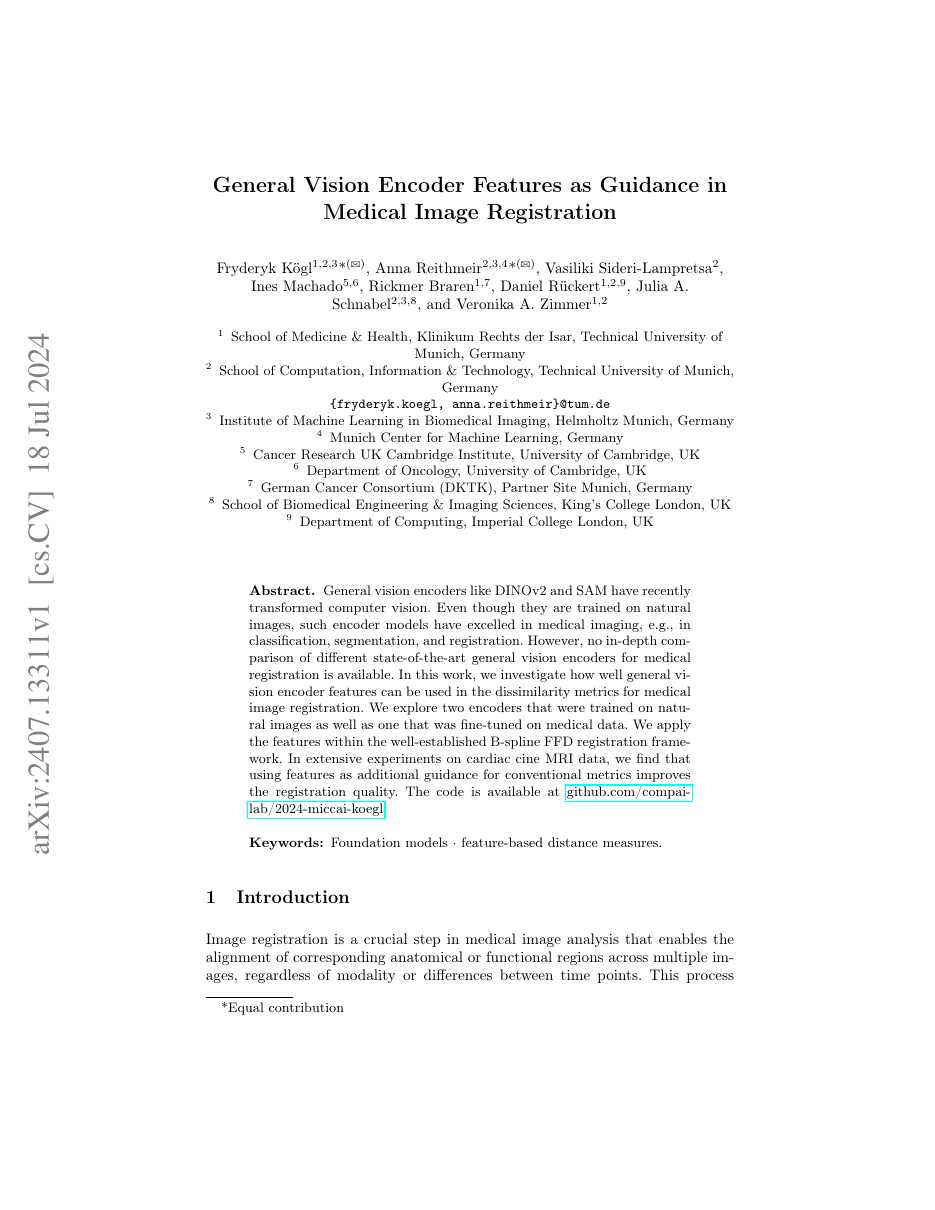 General Vision Encoder Features as Guidance in
Medical Image Registration
Fryderyk Kögl1,2,3*(✉), Anna Reithmeir2,3,4*(✉), Vasiliki Sideri-Lampretsa2,
Ines Machado5,6, Rickmer Braren1,7, Daniel Rückert1,2,9, Julia A.
Schnabel2,3,8, and Veronika A. Zimmer1,2
1 School of Medicine & Health, Klinikum Rechts der Isar, Technical University of
Munich, Germany
2 School of Computation, Information & Technology, Technical University of Munich,
Germany
{fryderyk.koegl, anna.reithmeir}@tum.de
3 Institute of Machine Learning in Biomedical Imaging, Helmholtz Munich, Germany
4 Munich Center for Machine Learning, Germany
5 Cancer Research UK Cambridge Institute, University of Cambridge, UK
6 Department of Oncology, University of Cambridge, UK
7 German Cancer Consortium (DKTK), Partner Site Munich, Germany
8 School of Biomedical Engineering & Imaging Sciences, King's College London, UK
9 Department of Computing, Imperial College London, UK
Abstract. General vision encoders like DINOv2 and SAM have recently
transformed computer vision. Even though they are trained on natural
images, such encoder models have excelled in medical imaging, e.g., in
classification, segmentation, and registration. However, no in-depth com-
parison of different state-of-the-art general vision encoders for medical
registration is available. In this work, we investigate how well general vi-
sion encoder features can be used in the dissimilarity metrics for medical
image registration. We explore two encoders that were trained on natu-
ral images as well as one that was fine-tuned on medical data. We apply
the features within the well-established B-spline FFD registration frame-
work. In extensive experiments on cardiac cine MRI data, we find that
using features as additional guidance for conventional metrics improves
the registration quality. The code is available at github.com/compai-
lab/2024-miccai-koegl
Keywords: Foundation models · feature-based distance measures.
1 Introduction
Image registration is a crucial step in medical image analysis that enables the
alignment of corresponding anatomical or functional regions across multiple im-
ages, regardless of modality or differences between time points. This process
*Equal contribution
arXiv:2407.13311v1 [cs.CV] 18 Jul 2024